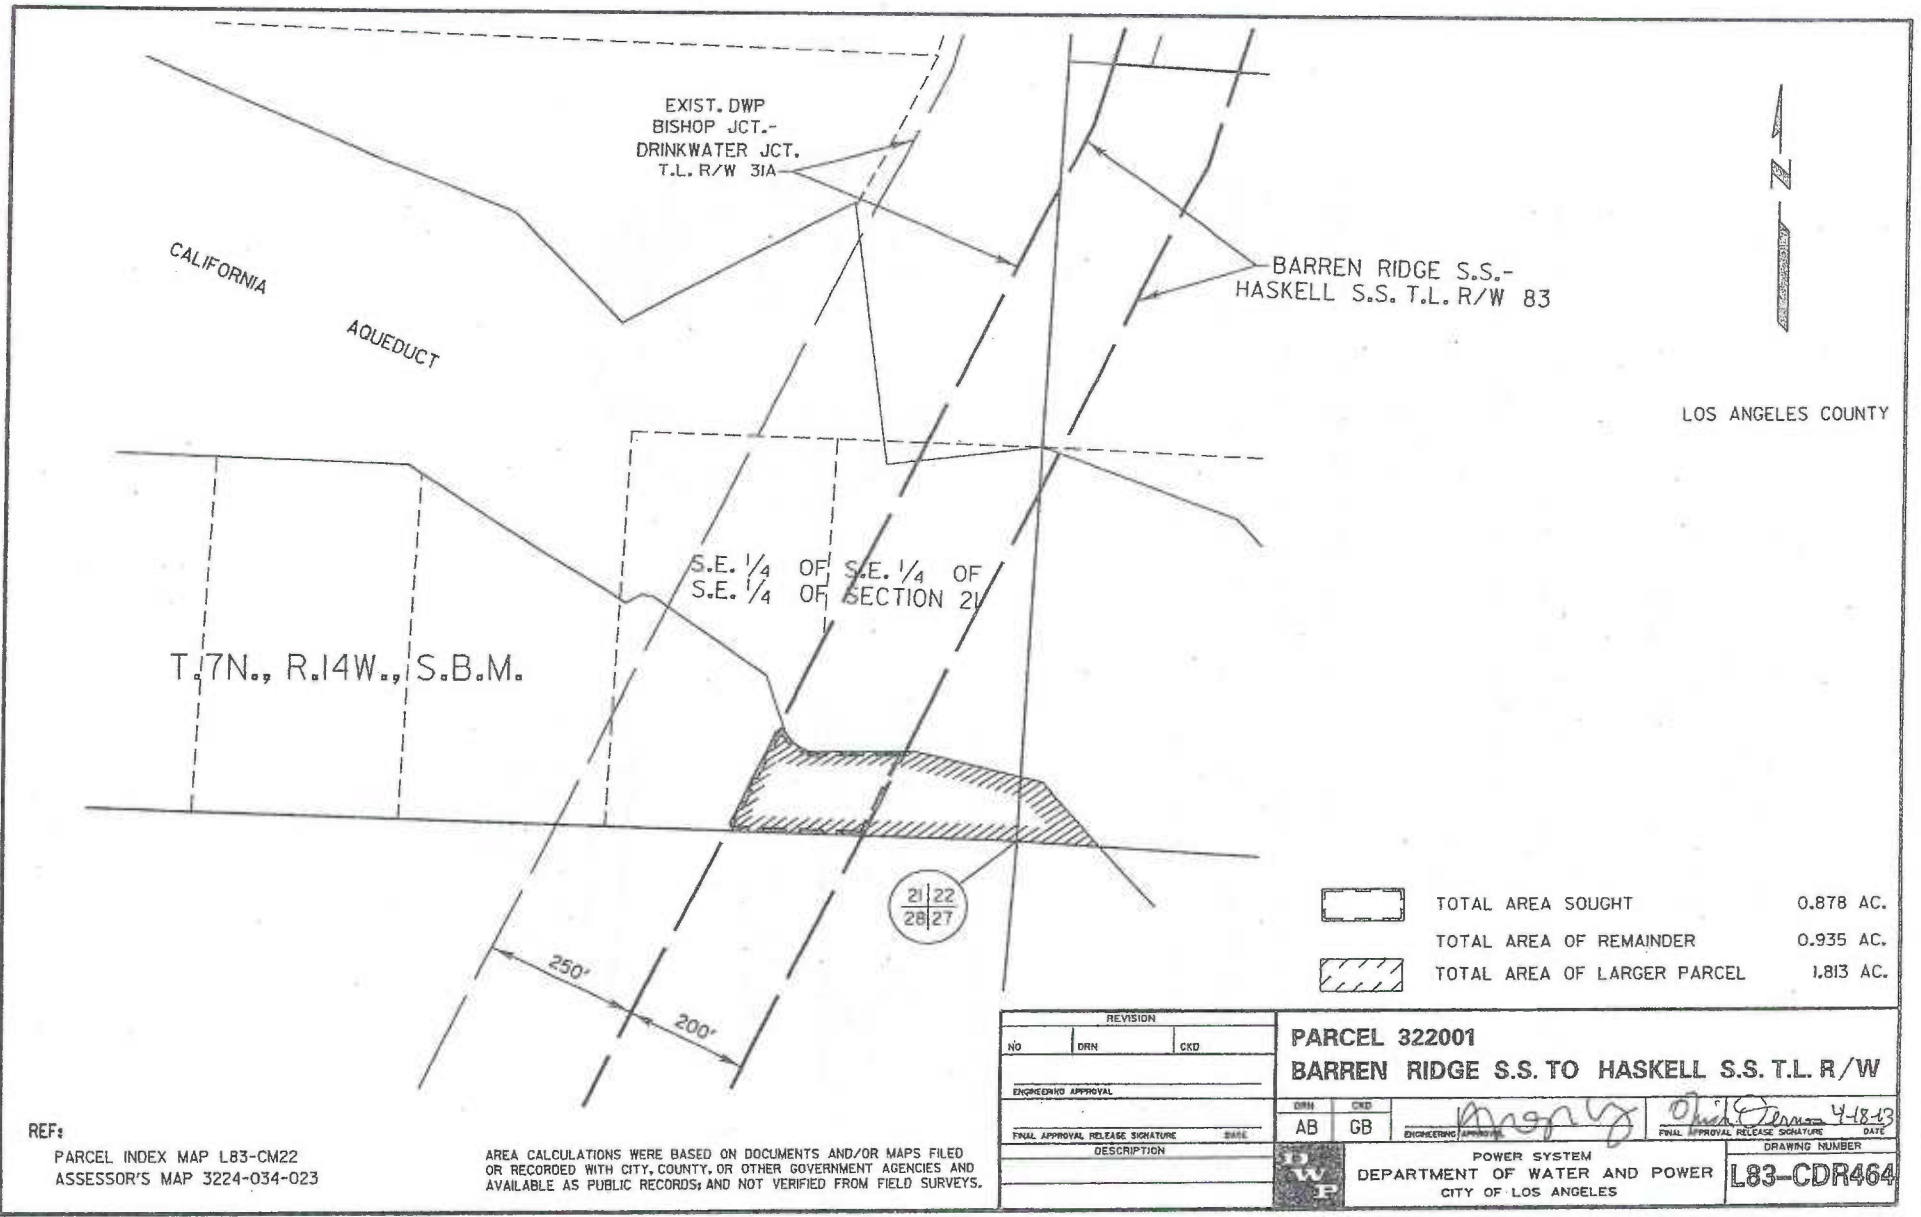 EXIST. DWP
BISHOP JCT.-
DRINKWATER JCT.
T.L. R/W 31A
N
CALIFORNIA
AQUEDUCT
BARREN RIDGE S.S.-
HASKELL S.S. T.L. R/W 83
LOS ANGELES COUNTY
S.E. 1/4 OF S.E. 1/4 OF
S.E. 1/4 OF SECTION 21
T.7N., R.14W., S.B.M.
21 22
28 27
250'
200'
TOTAL AREA SOUGHT 0.878 AC.
TOTAL AREA OF REMAINDER 0.935 AC.
TOTAL AREA OF LARGER PARCEL 1.813 AC.
REVISION
NO DRN CKD
ENGINEERING APPROVAL
FINAL APPROVAL RELEASE SIGNATURE DATE
DESCRIPTION
PARCEL 322001
BARREN RIDGE S.S. TO HASKELL S.S. T.L. R/W
DRN CKD
AB GB
ENGINEERING APPROVAL
4-18-13
FINAL APPROVAL RELEASE SIGNATURE DATE
DWP
POWER SYSTEM
DEPARTMENT OF WATER AND POWER
CITY OF LOS ANGELES
DRAWING NUMBER
L83-CDR464
REF:
PARCEL INDEX MAP L83-CM22
ASSESSOR'S MAP 3224-034-023
AREA CALCULATIONS WERE BASED ON DOCUMENTS AND/OR MAPS FILED
OR RECORDED WITH CITY, COUNTY, OR OTHER GOVERNMENT AGENCIES AND
AVAILABLE AS PUBLIC RECORDS; AND NOT VERIFIED FROM FIELD SURVEYS.